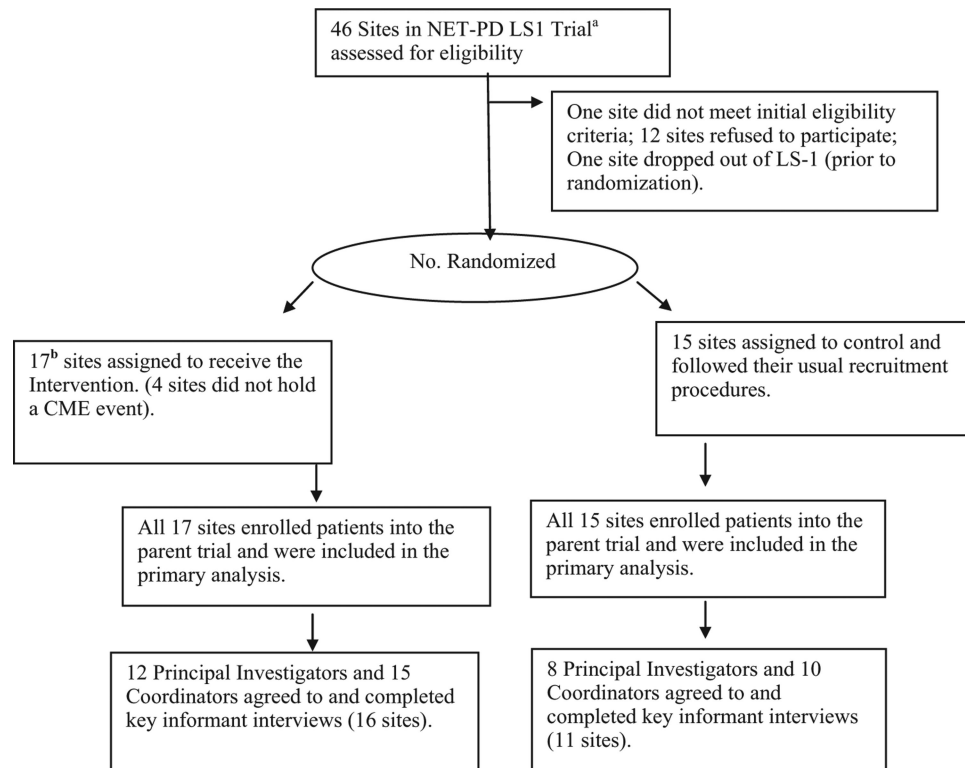 46 Sites in NET-PD LS1 Trialᵃ
assessed for eligibility
One site did not meet initial eligibility
criteria; 12 sites refused to participate;
One site dropped out of LS-1 (prior to
randomization).
No. Randomized
17ᵇ sites assigned to receive the
Intervention. (4 sites did not hold
a CME event).
15 sites assigned to control and
followed their usual recruitment
procedures.
All 17 sites enrolled patients into the
parent trial and were included in the
primary analysis.
All 15 sites enrolled patients into the
parent trial and were included in the
primary analysis.
12 Principal Investigators and 15
Coordinators agreed to and completed
key informant interviews (16 sites).
8 Principal Investigators and 10
Coordinators agreed to and
completed key informant interviews
(11 sites).